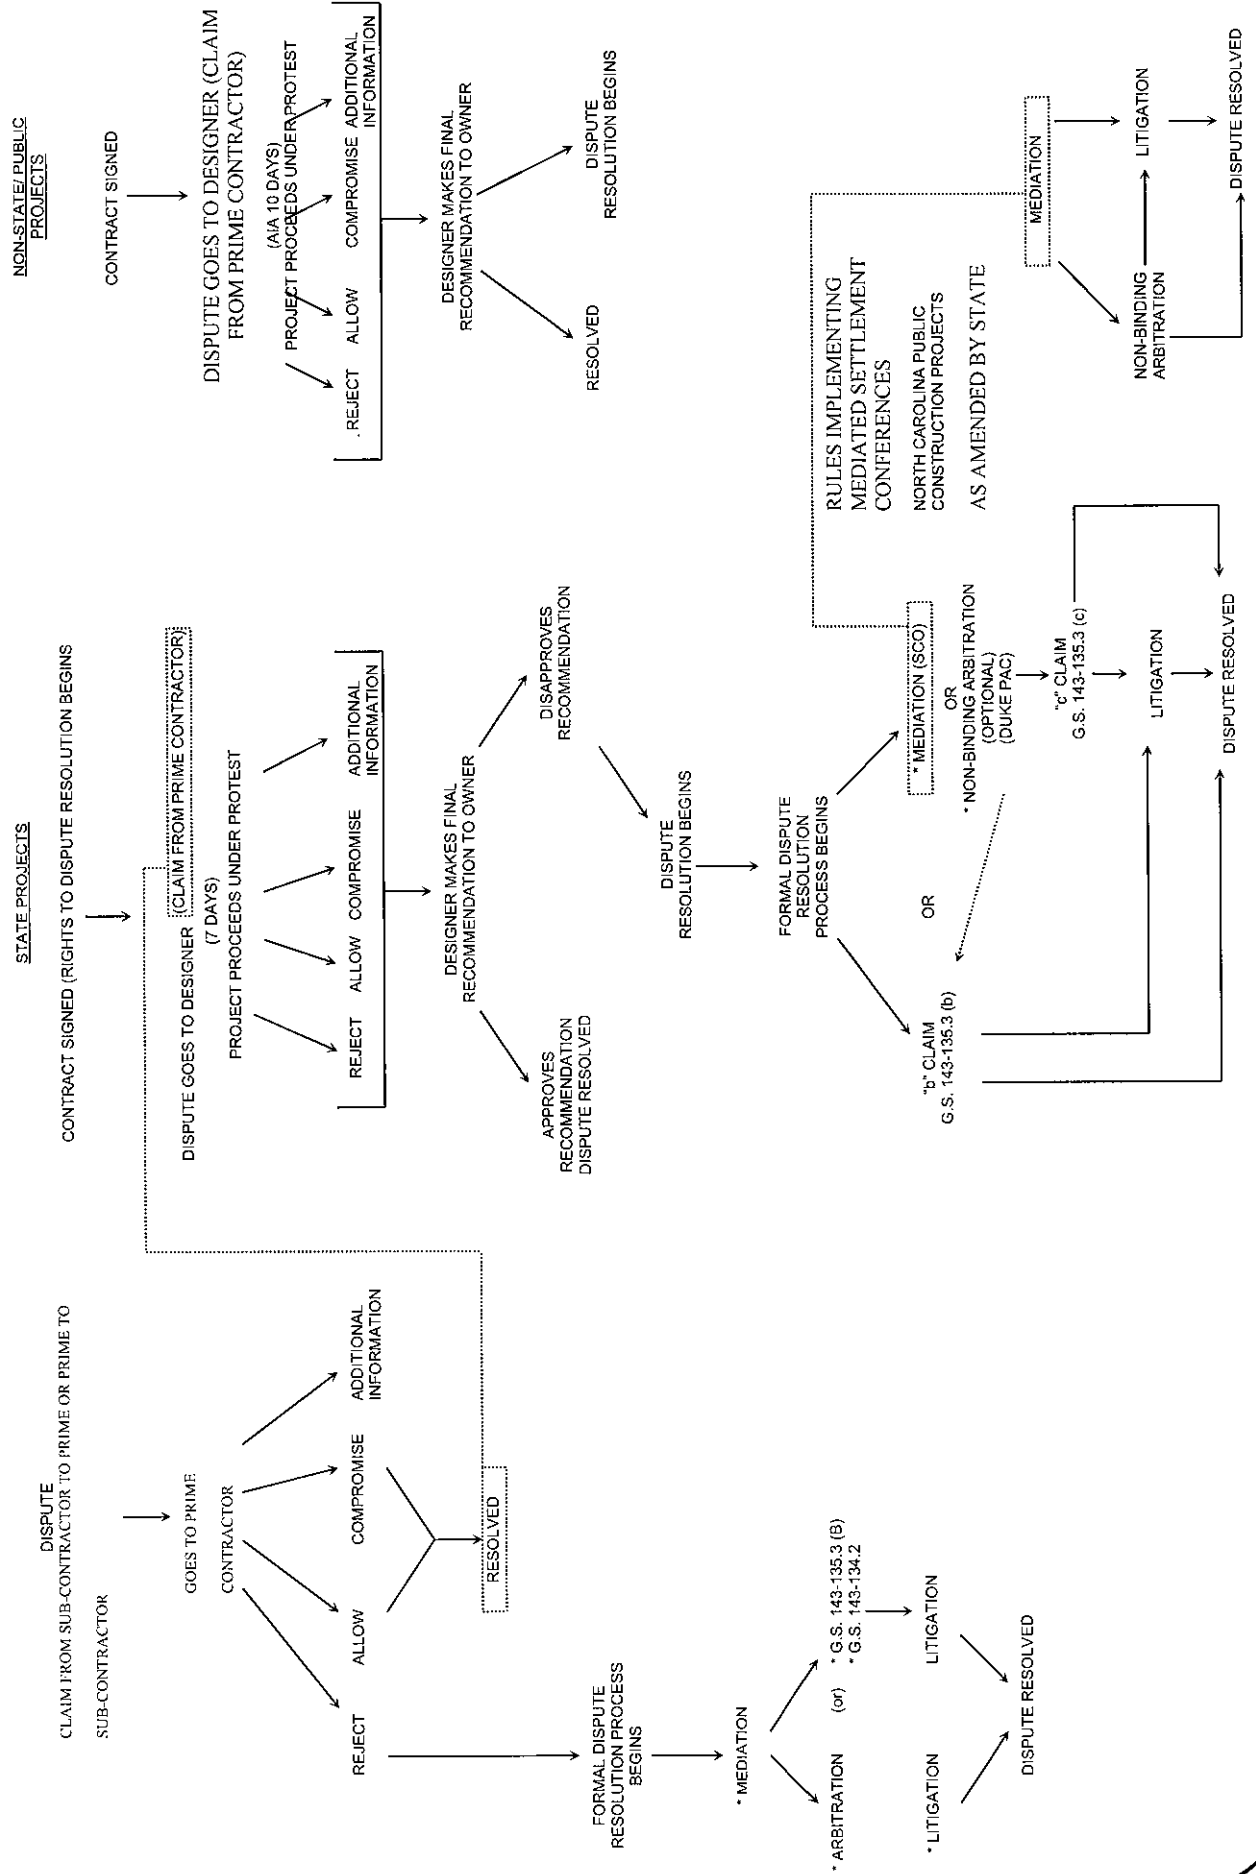 DISPUTE
CLAIM FROM SUB-CONTRACTOR TO PRIME OR PRIME TO
SUB-CONTRACTOR
GOES TO PRIME
CONTRACTOR
REJECT
ALLOW
COMPROMISE
ADDITIONAL
INFORMATION
RESOLVED
FORMAL DISPUTE
RESOLUTION PROCESS
BEGINS
* MEDIATION
* ARBITRATION
(or)
* G.S. 143-135.3 (B)
* G.S. 143-134.2
* LITIGATION
LITIGATION
DISPUTE RESOLVED
STATE PROJECTS
CONTRACT SIGNED (RIGHTS TO DISPUTE RESOLUTION BEGINS
DISPUTE GOES TO DESIGNER (CLAIM FROM PRIME CONTRACTOR)
(7 DAYS)
PROJECT PROCEEDS UNDER PROTEST
REJECT
ALLOW
COMPROMISE
ADDITIONAL
INFORMATION
DESIGNER MAKES FINAL
RECOMMENDATION TO OWNER
APPROVES
RECOMMENDATION
DISPUTE RESOLVED
DISAPPROVES
RECOMMENDATION
DISPUTE
RESOLUTION BEGINS
FORMAL DISPUTE
RESOLUTION
PROCESS BEGINS
"b" CLAIM
G.S. 143-135.3 (b)
OR
* MEDIATION (SCO)
OR
* NON-BINDING ARBITRATION
(OPTIONAL)
(DUKE PAC)
"c" CLAIM
G.S. 143-135.3 (c)
LITIGATION
DISPUTE RESOLVED
NON-STATE/ PUBLIC
PROJECTS
CONTRACT SIGNED
DISPUTE GOES TO DESIGNER (CLAIM
FROM PRIME CONTRACTOR)
(AIA 10 DAYS)
PROJECT PROCEEDS UNDER PROTEST
. REJECT
ALLOW
COMPROMISE
ADDITIONAL
INFORMATION
DESIGNER MAKES FINAL
RECOMMENDATION TO OWNER
RESOLVED
DISPUTE
RESOLUTION BEGINS
RULES IMPLEMENTING
MEDIATED SETTLEMENT
CONFERENCES
NORTH CAROLINA PUBLIC
CONSTRUCTION PROJECTS
AS AMENDED BY STATE
MEDIATION
NON-BINDING
ARBITRATION
LITIGATION
DISPUTE RESOLVED